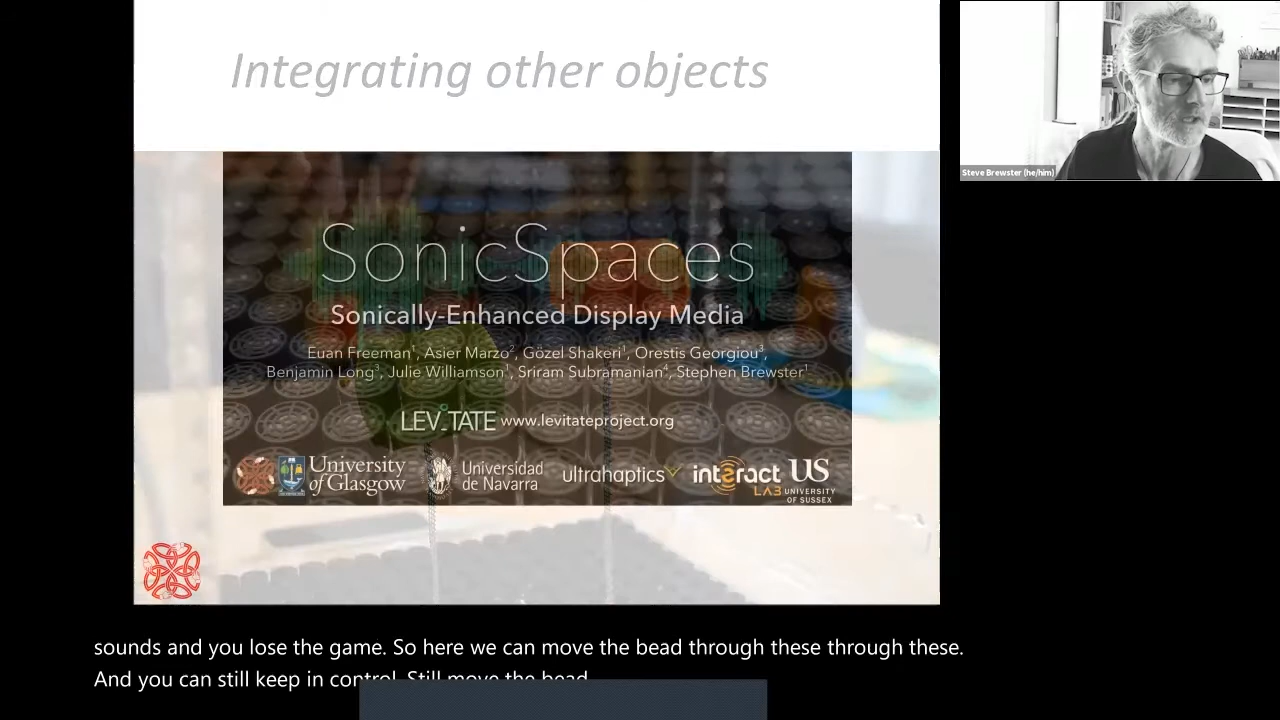 Integrating other objects
Steve Brewster (he/him)
SonicSpaces
Sonically-Enhanced Display Media
Euan Freeman¹, Asier Marzo², Gözel Shakeri¹, Orestis Georgiou³,
Benjamin Long³, Julie Williamson¹, Sriram Subramanian⁴, Stephen Brewster¹
LEVITATE www.levitateproject.org
University of Glasgow
Universidad de Navarra
ultrahaptics
interact LAB
US UNIVERSITY OF SUSSEX
sounds and you lose the game. So here we can move the bead through these through these.
And you can still keep in control. Still move the bead